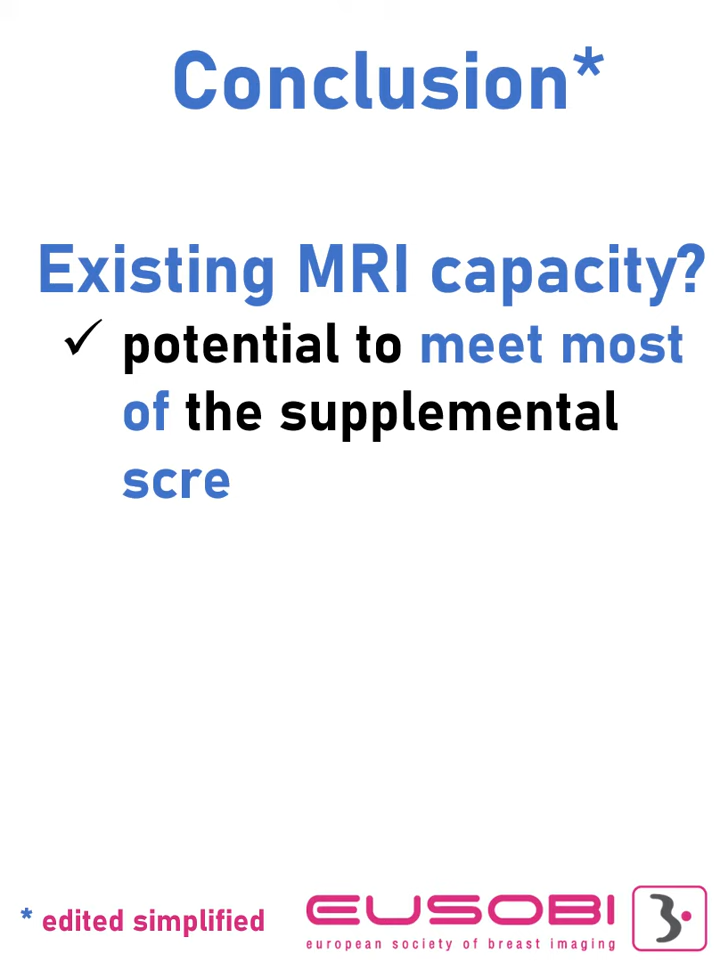 Conclusion*
Existing MRI capacity?
✓ potential to meet most
of the supplemental
scre
* edited simplified
EUSOBI
european society of breast imaging